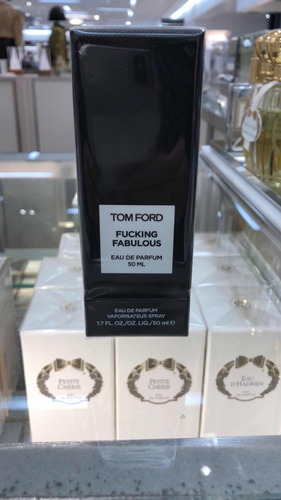 TOM FORD
FUCKING
FABULOUS
EAU DE PARFUM
50 ML
EAU DE PARFUM
VAPORISATEUR SPRAY
1.7 FL.OZ./OZ. LIQ./50 ml ℮
PETITE
CHÉRIE
PETITE
CHÉRIE
EAU
D'HADRIEN